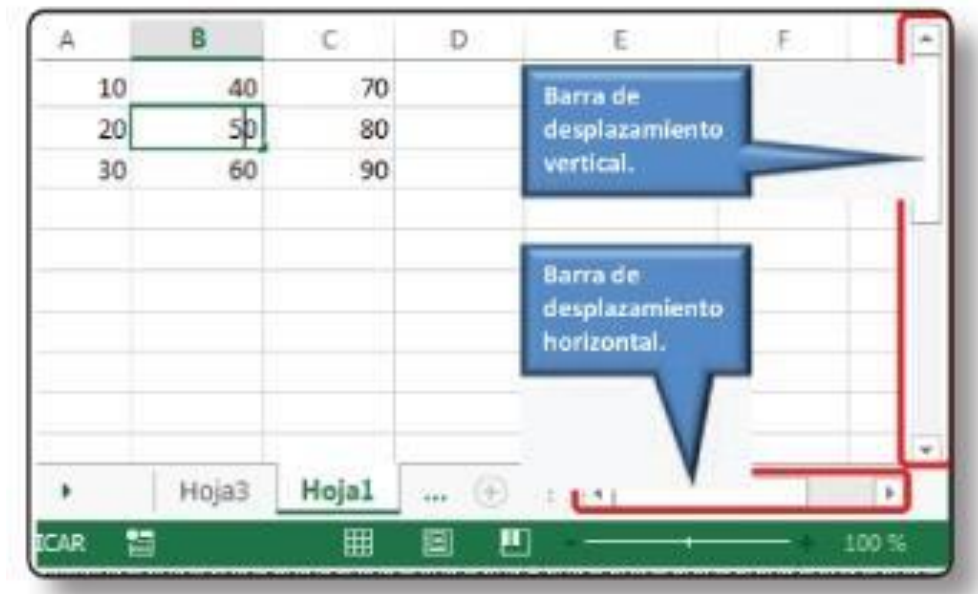 A B C D E F
10 40 70
20 50 80
30 60 90
Barra de
desplazamiento
vertical.
Barra de
desplazamiento
horizontal.
Hoja3 Hoja1 ...
ICAR 100 %